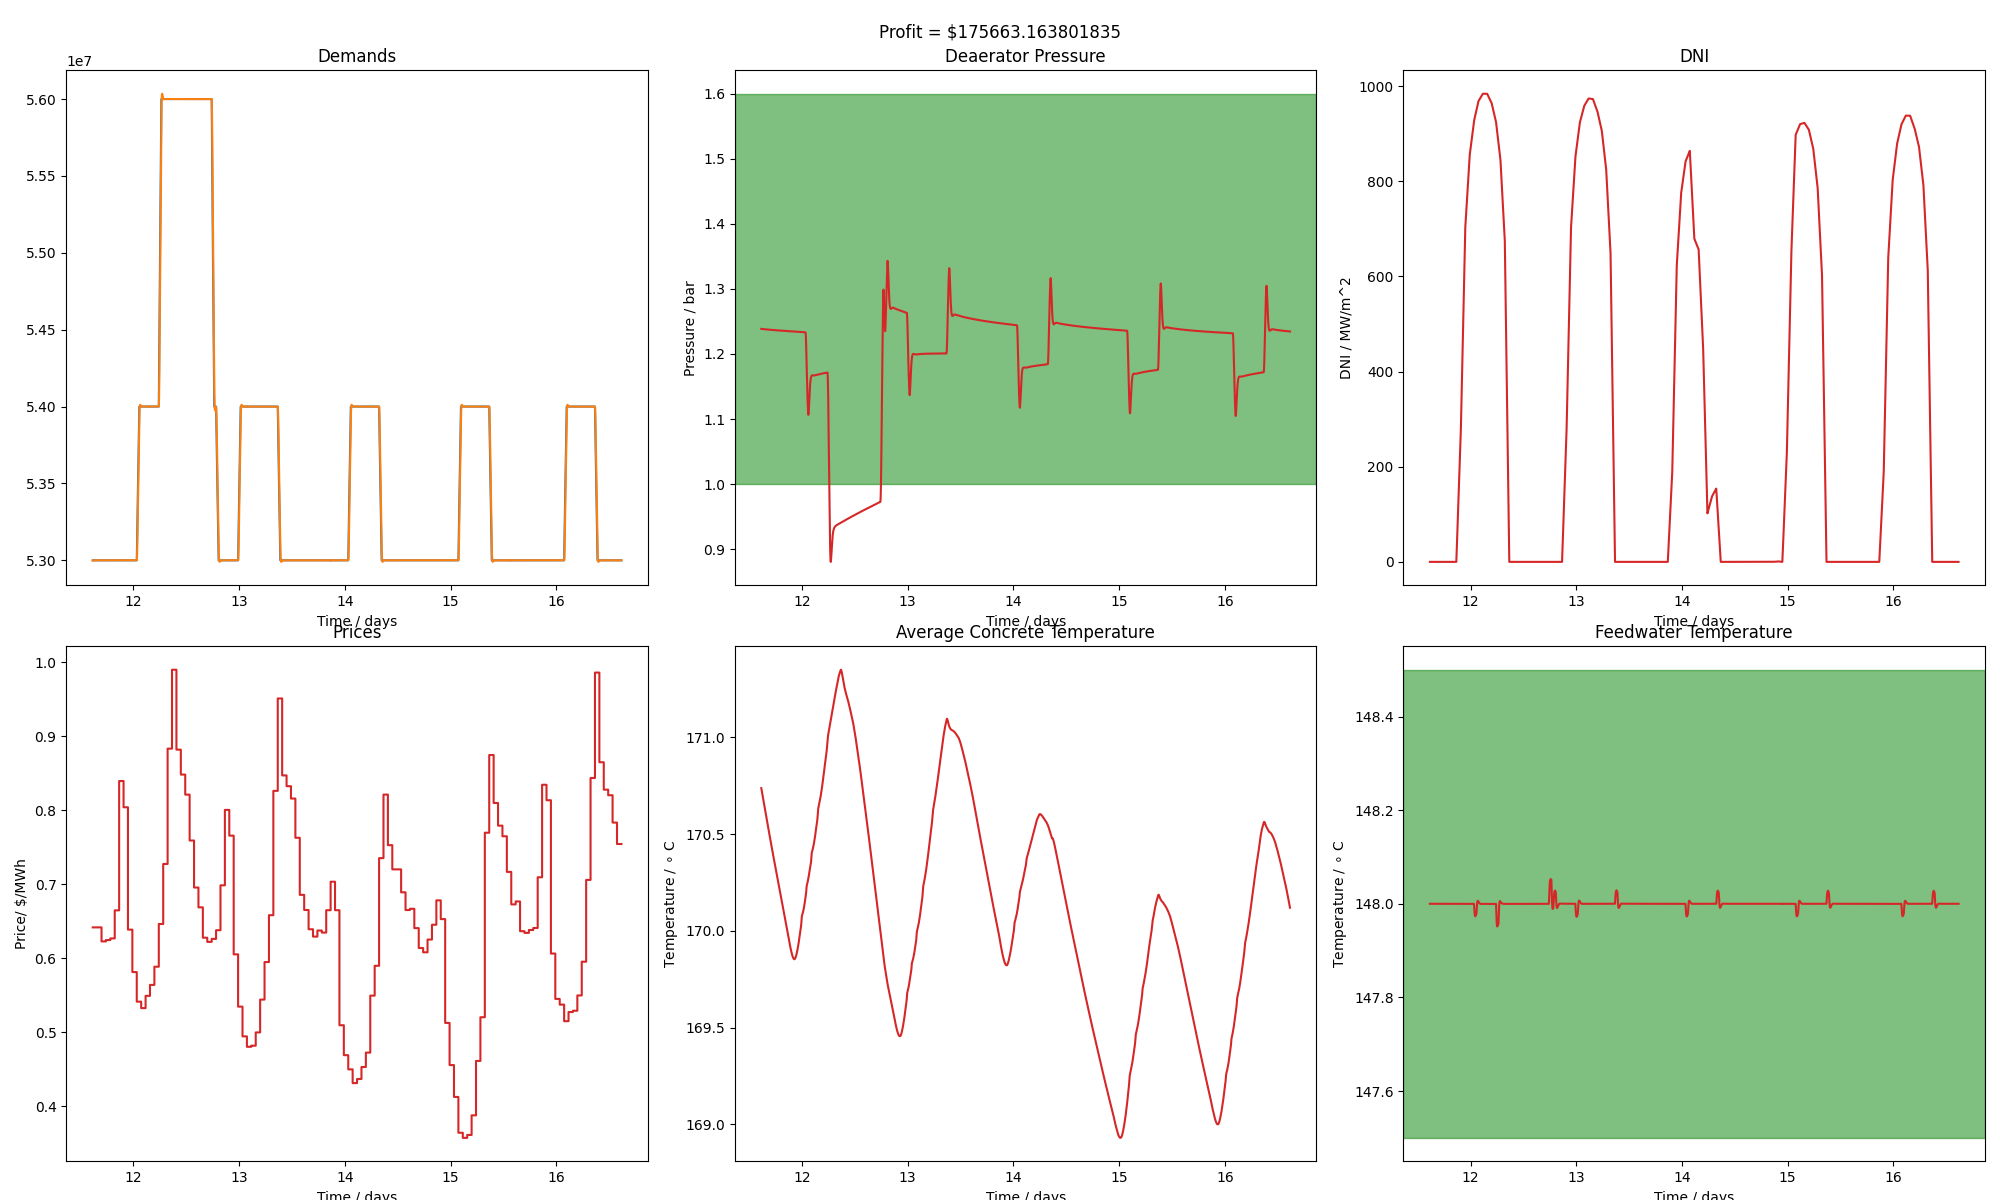 Profit = $175663.163801835
Demands
1e7
5.60
5.55
5.50
5.45
5.40
5.35
5.30
12 13 14 15 16
Time / days
Deaerator Pressure
Pressure / bar
1.6
1.5
1.4
1.3
1.2
1.1
1.0
0.9
12 13 14 15 16
Time / days
DNI
DNI / MW/m^2
1000
800
600
400
200
0
12 13 14 15 16
Time / days
Prices
Price/ $/MWh
1.0
0.9
0.8
0.7
0.6
0.5
0.4
12 13 14 15 16
Time / days
Average Concrete Temperature
Temperature / ∘ C
171.0
170.5
170.0
169.5
169.0
12 13 14 15 16
Time / days
Feedwater Temperature
Temperature / ∘ C
148.4
148.2
148.0
147.8
147.6
12 13 14 15 16
Time / days